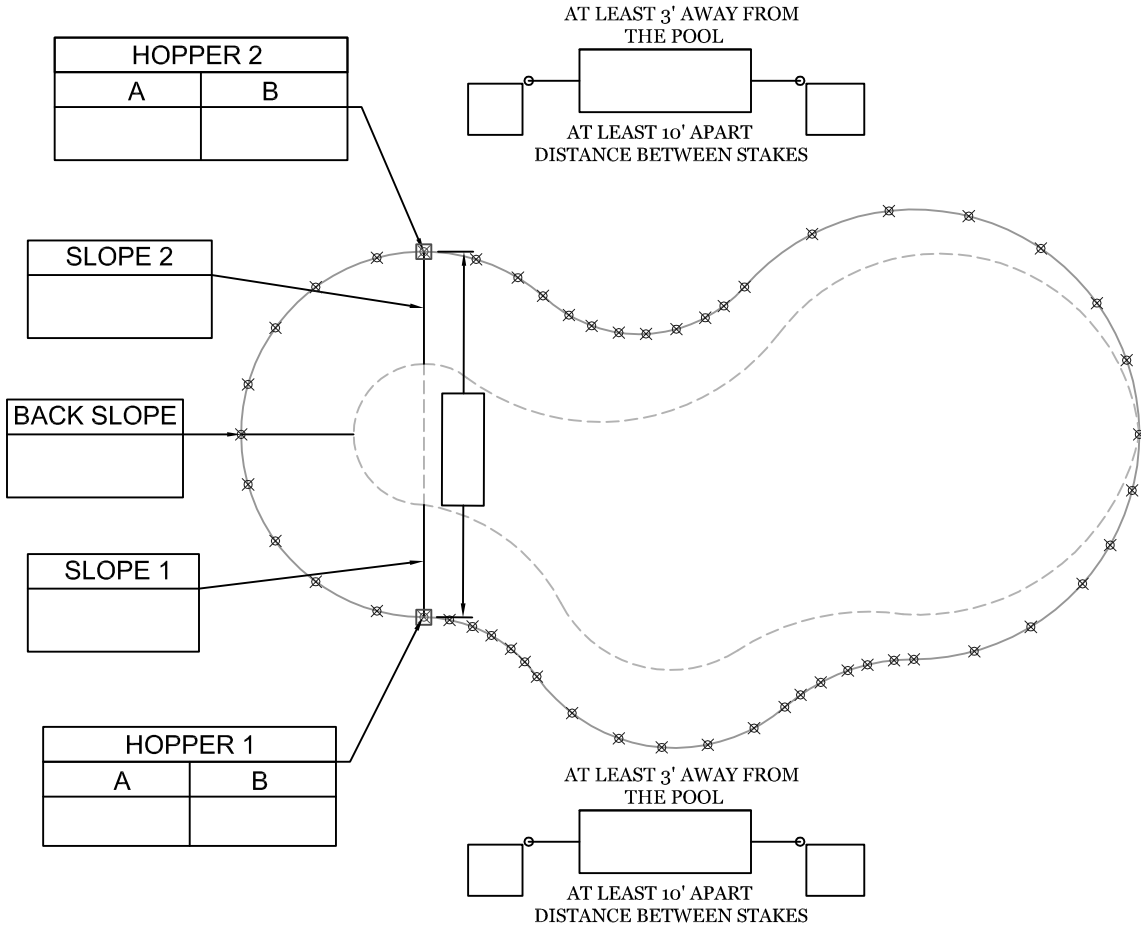 AT LEAST 3' AWAY FROM
THE POOL
HOPPER 2
A B
AT LEAST 10' APART
DISTANCE BETWEEN STAKES
SLOPE 2
BACK SLOPE
SLOPE 1
HOPPER 1
A B
AT LEAST 3' AWAY FROM
THE POOL
AT LEAST 10' APART
DISTANCE BETWEEN STAKES